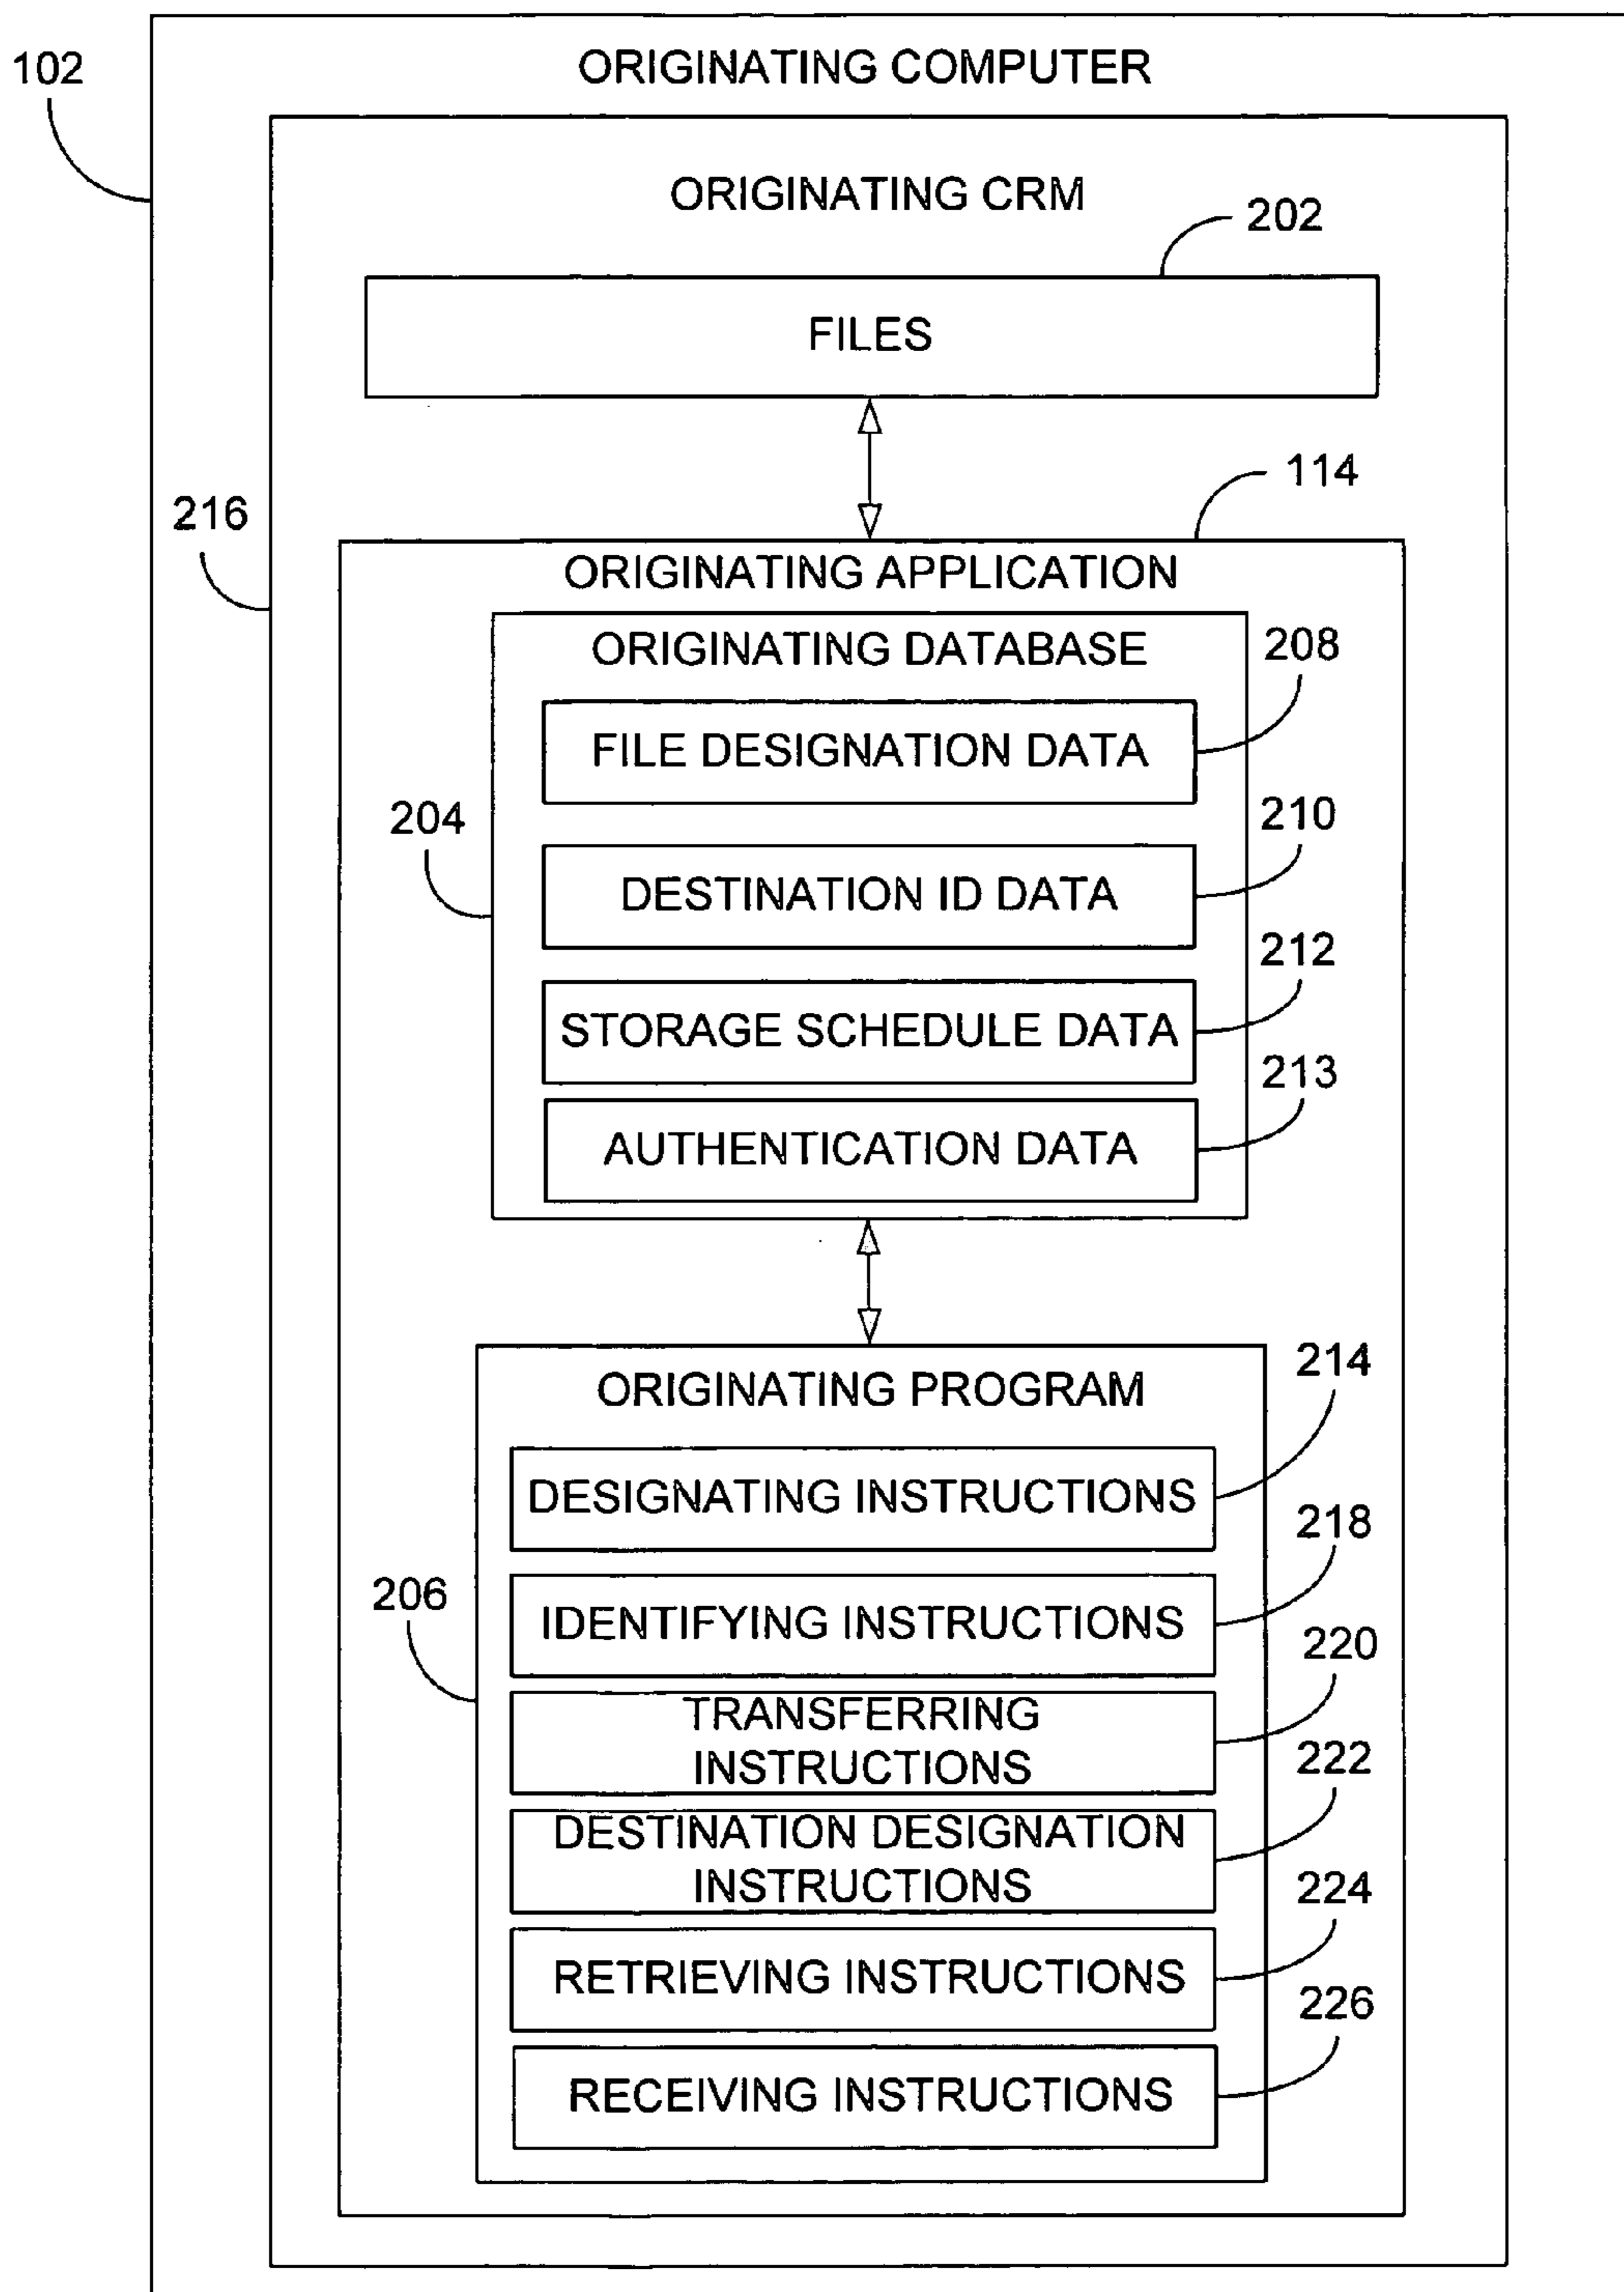 102
ORIGINATING COMPUTER
ORIGINATING CRM
202
FILES
216
114
ORIGINATING APPLICATION
ORIGINATING DATABASE
208
FILE DESIGNATION DATA
204
210
DESTINATION ID DATA
212
STORAGE SCHEDULE DATA
213
AUTHENTICATION DATA
ORIGINATING PROGRAM
214
DESIGNATING INSTRUCTIONS
218
206
IDENTIFYING INSTRUCTIONS
220
TRANSFERRING
INSTRUCTIONS
222
DESTINATION DESIGNATION
INSTRUCTIONS
224
RETRIEVING INSTRUCTIONS
226
RECEIVING INSTRUCTIONS